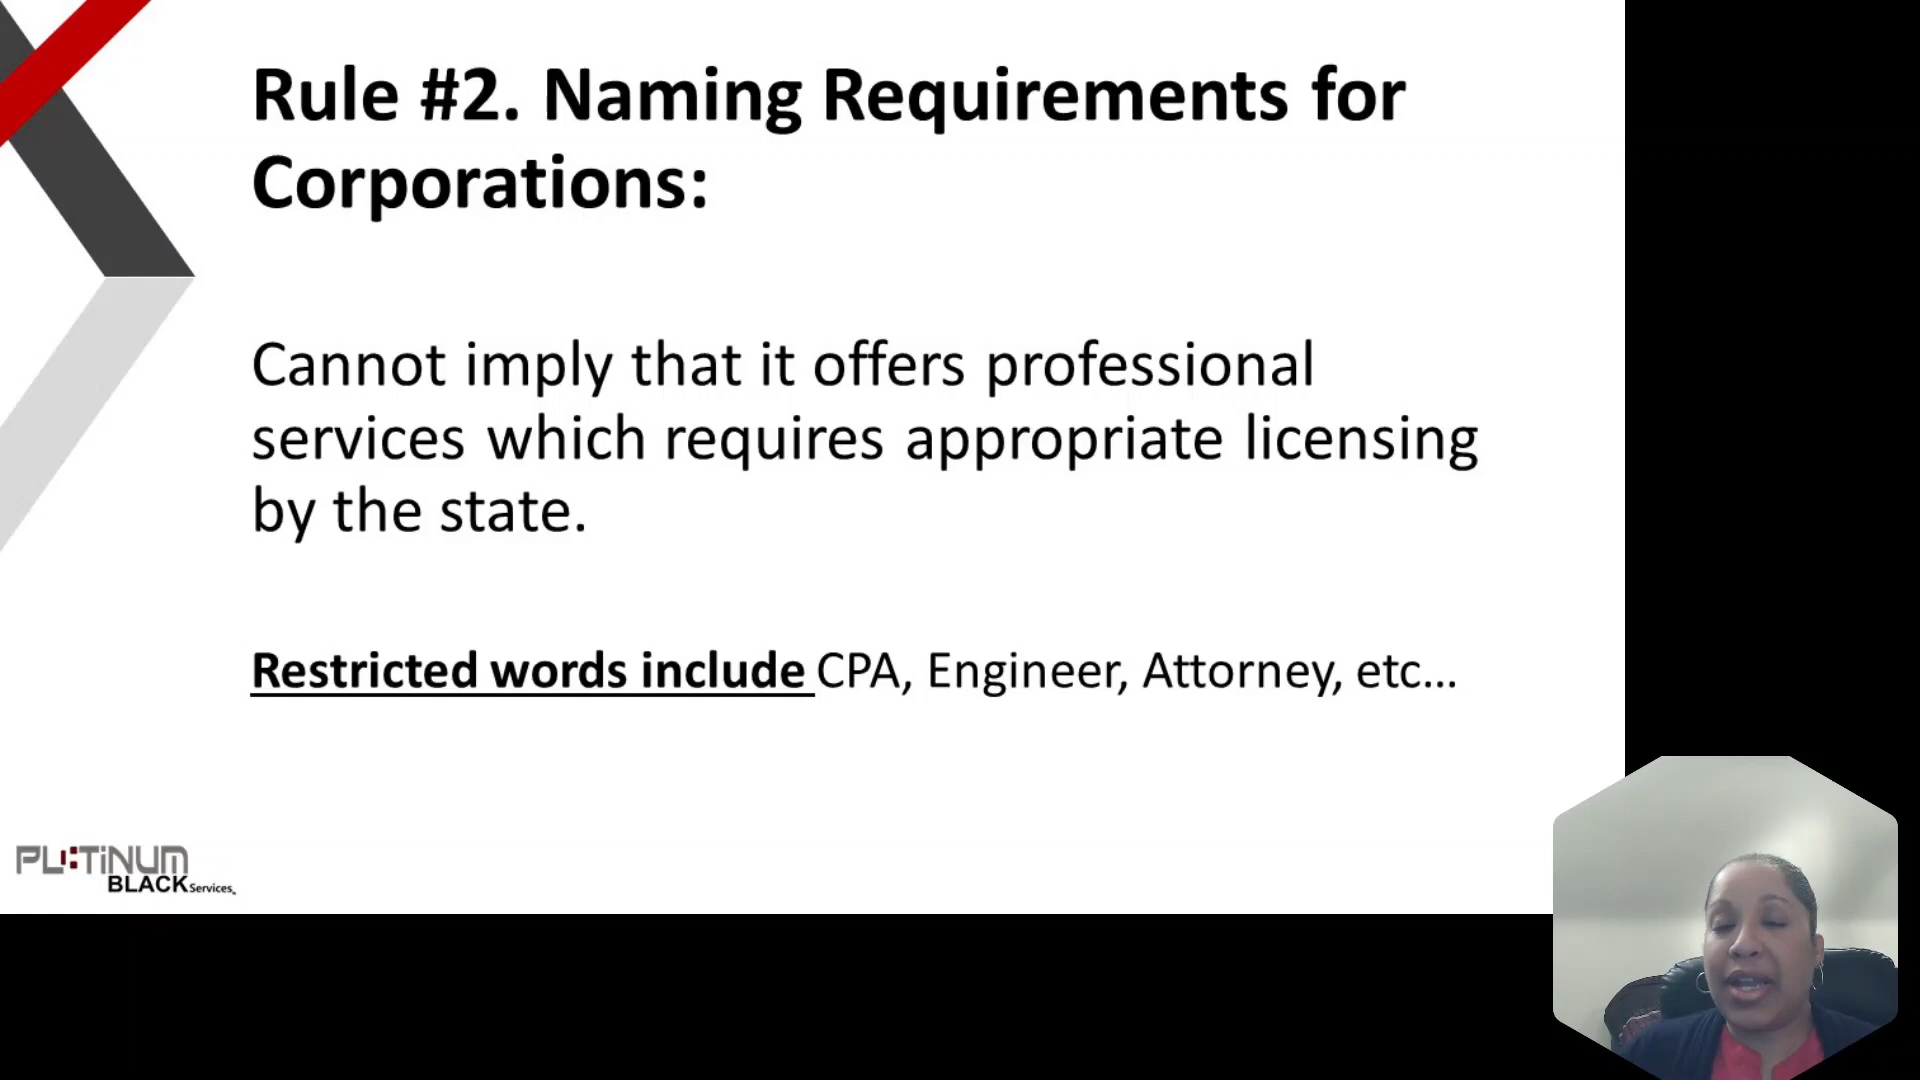 Rule #2. Naming Requirements for
Corporations:
Cannot imply that it offers professional
services which requires appropriate licensing
by the state.
Restricted words include CPA, Engineer, Attorney, etc...
PLATINUM
BLACK Services